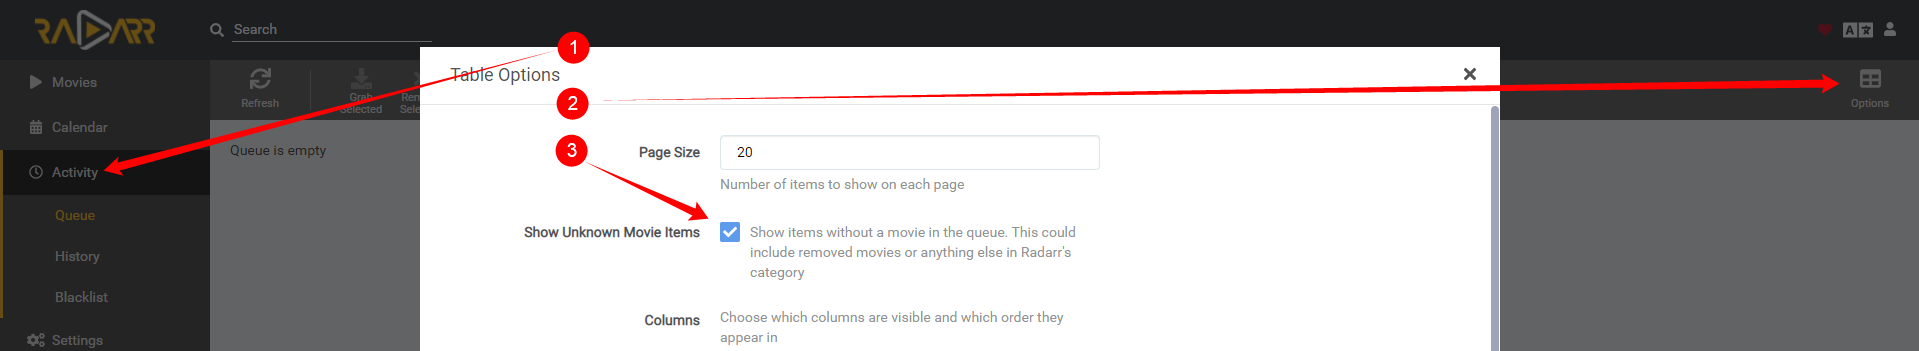 RADARR
Search
1
Table Options
Movies
Refresh
Grab
Selected
Rem
Sele
2
Options
Calendar
Queue is empty
3
Page Size
20
Activity
Number of items to show on each page
Queue
Show Unknown Movie Items
Show items without a movie in the queue. This could
include removed movies or anything else in Radarr's
category
History
Blacklist
Columns
Choose which columns are visible and which order they
appear in
Settings